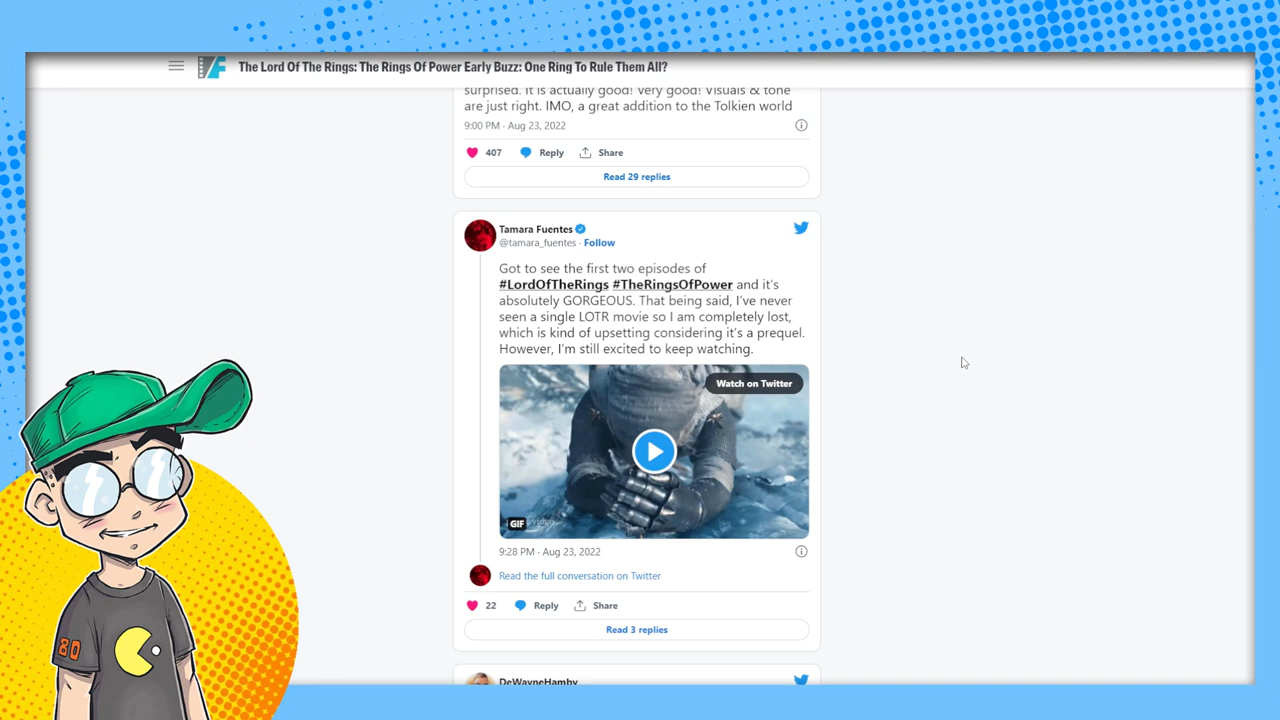 The Lord Of The Rings: The Rings Of Power Early Buzz: One Ring To Rule Them All?
surprised. It is actually good! Very good! Visuals & tone
are just right. IMO, a great addition to the Tolkien world
9:00 PM · Aug 23, 2022
407 Reply Share
Read 29 replies
Tamara Fuentes
@tamara_fuentes · Follow
Got to see the first two episodes of
#LordOfTheRings #TheRingsOfPower and it's
absolutely GORGEOUS. That being said, I've never
seen a single LOTR movie so I am completely lost,
which is kind of upsetting considering it's a prequel.
However, I'm still excited to keep watching.
Watch on Twitter
GIF
9:28 PM · Aug 23, 2022
Read the full conversation on Twitter
22 Reply Share
Read 3 replies
DeWayneHamby
80